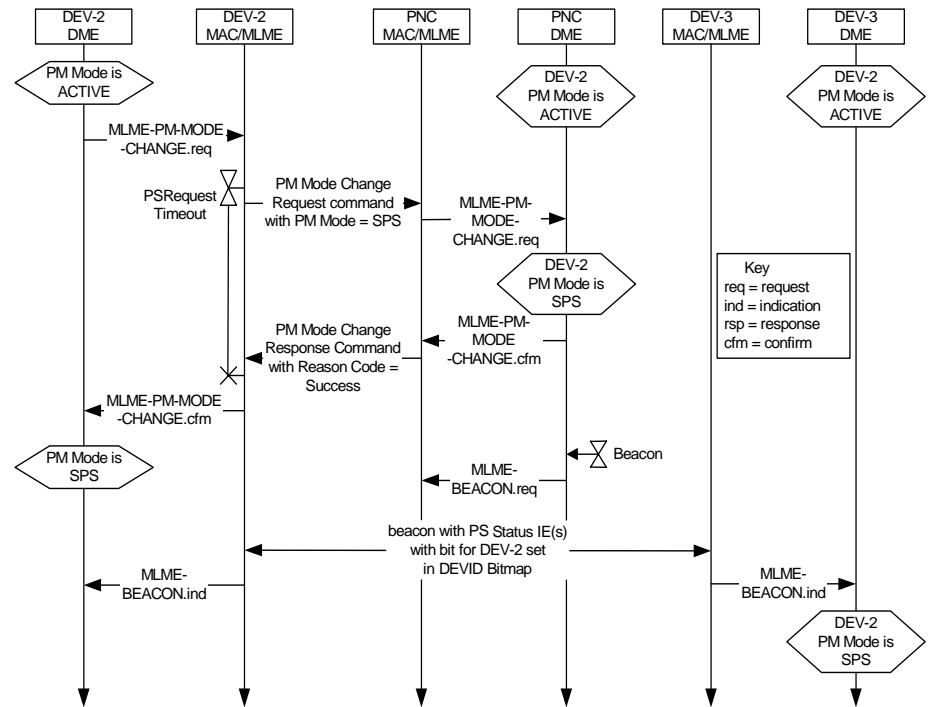 DEV-2
DME
DEV-2
MAC/MLME
PNC
MAC/MLME
PNC
DME
DEV-3
MAC/MLME
DEV-3
DME
PM Mode is
ACTIVE
DEV-2
PM Mode is
ACTIVE
DEV-2
PM Mode is
ACTIVE
MLME-PM-MODE
-CHANGE.req
PSRequest
Timeout
PM Mode Change
Request command
with PM Mode = SPS
MLME-PM-
MODE-
CHANGE.req
DEV-2
PM Mode is
SPS
Key
req = request
ind = indication
rsp = response
cfm = confirm
MLME-PM-
MODE
-CHANGE.cfm
PM Mode Change
Response Command
with Reason Code =
Success
MLME-PM-MODE
-CHANGE.cfm
PM Mode is
SPS
Beacon
MLME-
BEACON.req
beacon with PS Status IE(s)
with bit for DEV-2 set
in DEVID Bitmap
MLME-
BEACON.ind
MLME-
BEACON.ind
DEV-2
PM Mode is
SPS